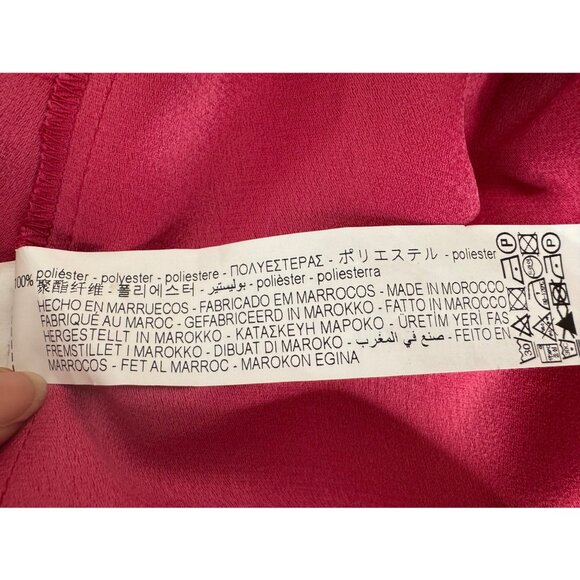 100% poliéster - polyester - poliestere - ΠΟΛΥΕΣΤΕΡΑΣ - ポリエステル - poliester
聚酯纤维 - 폴리에스터 - بوليستير - polièster - poliesterra
HECHO EN MARRUECOS - FABRICADO EM MARROCOS - MADE IN MOROCCO
FABRIQUÉ AU MAROC - GEFABRICEERD IN MAROKKO - FATTO IN MAROCCO
HERGESTELLT IN MAROKKO - ΚΑΤΑΣΚΕΥΗ ΜΑΡΟΚΟ - ÜRETİM YERİ FAS
FREMSTILLET I MAROKKO - DIBUAT DI MAROKO - صنع في المغرب - FEITO EN
MARROCOS - FET AL MARROC - MAROKON EGINA
P
P
30